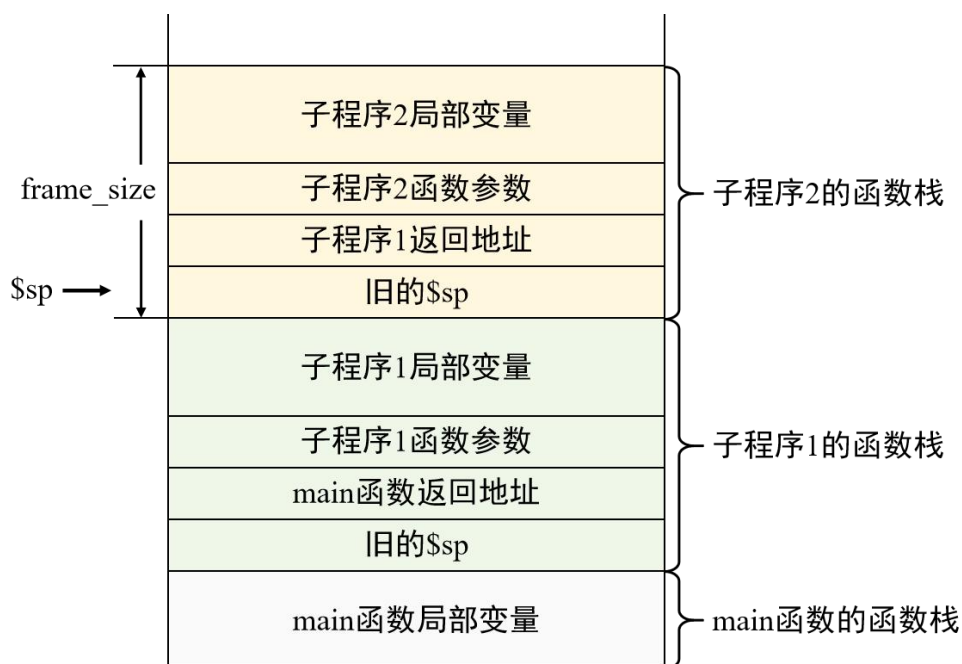 子程序2局部变量
frame_size
子程序2函数参数
子程序2的函数栈
子程序1返回地址
$sp
旧的$sp
子程序1局部变量
子程序1函数参数
子程序1的函数栈
main函数返回地址
旧的$sp
main函数局部变量
main函数的函数栈